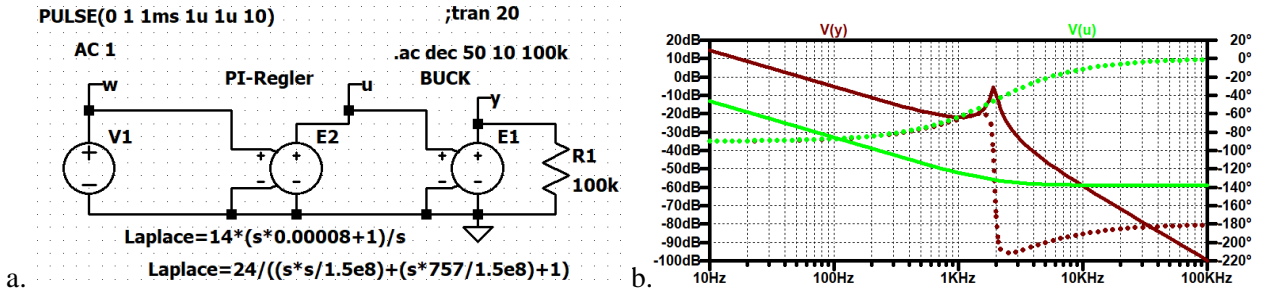 PULSE(0 1 1ms 1u 1u 10)
;tran 20
AC 1
.ac dec 50 10 100k
PI-Regler
BUCK
w
u
y
V1
E2
E1
R1
100k
Laplace=14*(s*0.00008+1)/s
Laplace=24/((s*s/1.5e8)+(s*757/1.5e8)+1)
a.
V(y)
V(u)
20dB
10dB
0dB
-10dB
-20dB
-30dB
-40dB
-50dB
-60dB
-70dB
-80dB
-90dB
-100dB
20°
0°
-20°
-40°
-60°
-80°
-100°
-120°
-140°
-160°
-180°
-200°
-220°
10Hz
100Hz
1KHz
10KHz
100KHz
b.